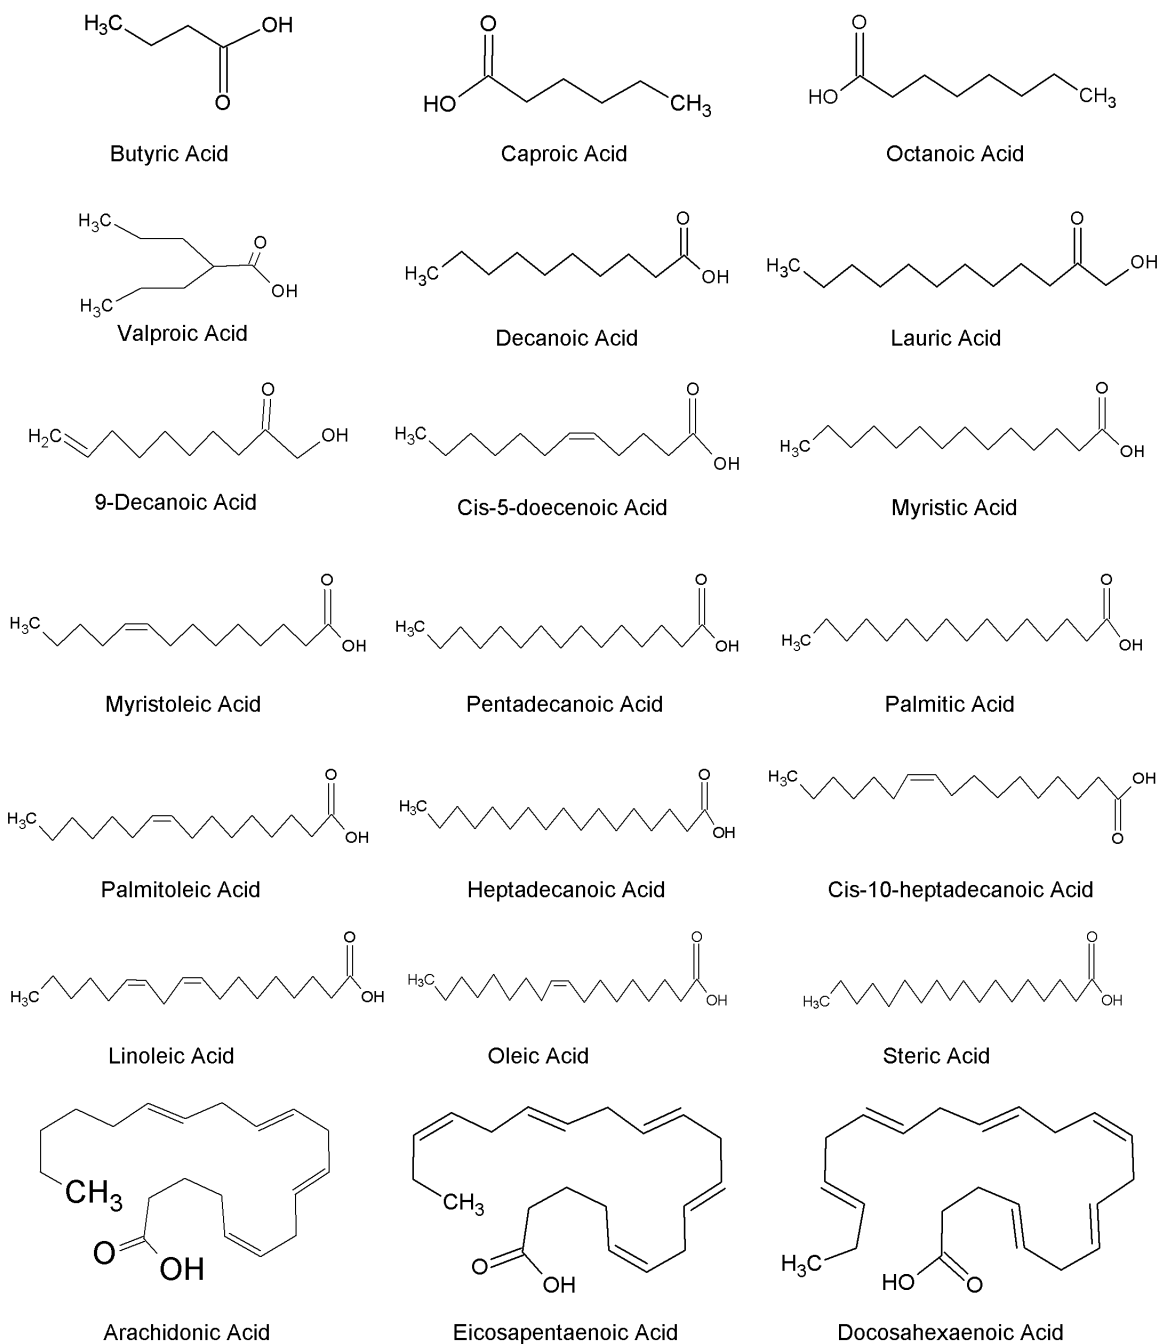 H3C OH O
Butyric Acid
O HO CH3
Caproic Acid
O HO CH3
Octanoic Acid
H3C O OH H3C
Valproic Acid
O H3C OH
Decanoic Acid
O H3C OH
Lauric Acid
O H2C OH
9-Decanoic Acid
O H3C OH
Cis-5-doecenoic Acid
O H3C OH
Myristic Acid
O H3C OH
Myristoleic Acid
O H3C OH
Pentadecanoic Acid
O H3C OH
Palmitic Acid
O H3C OH
Palmitoleic Acid
O H3C OH
Heptadecanoic Acid
H3C OH O
Cis-10-heptadecanoic Acid
O H3C OH
Linoleic Acid
O H3C OH
Oleic Acid
O H3C OH
Steric Acid
CH3 O OH
Arachidonic Acid
CH3 O OH
Eicosapentaenoic Acid
H3C HO O
Docosahexaenoic Acid